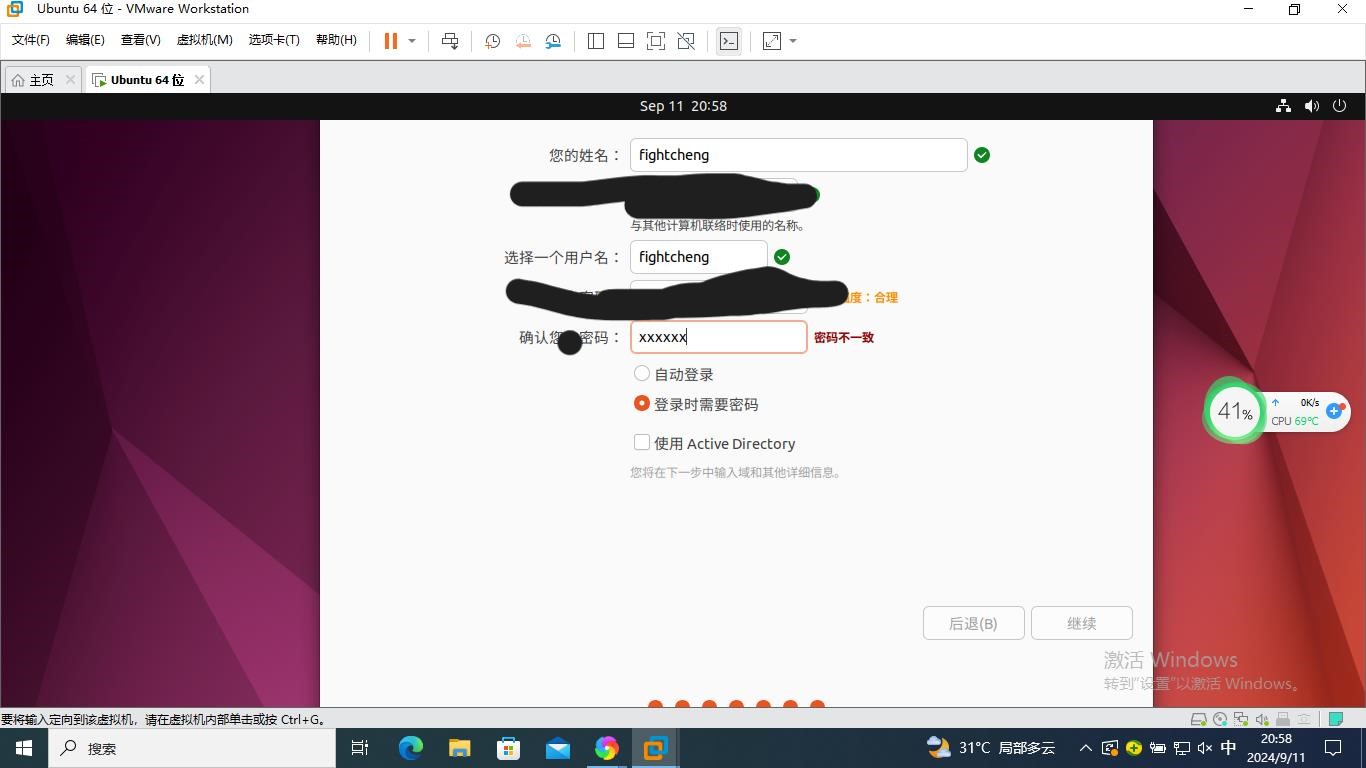 Ubuntu 64 位 - VMware Workstation
文件(F) 编辑(E) 查看(V) 虚拟机(M) 选项卡(T) 帮助(H)
主页 Ubuntu 64 位
Sep 11 20:58
您的姓名： fightcheng
与其他计算机联络时使用的名称。
选择一个用户名： fightcheng
度：合理
确认您 密码： xxxxxx 密码不一致
自动登录
登录时需要密码
41% 0K/s
CPU 69°C
使用 Active Directory
您将在下一步中输入域和其他详细信息。
后退(B) 继续
激活 Windows
转到"设置"以激活 Windows。
要将输入定向到该虚拟机，请在虚拟机内部单击或按 Ctrl+G。
搜索 31°C 局部多云 中 20:58
2024/9/11